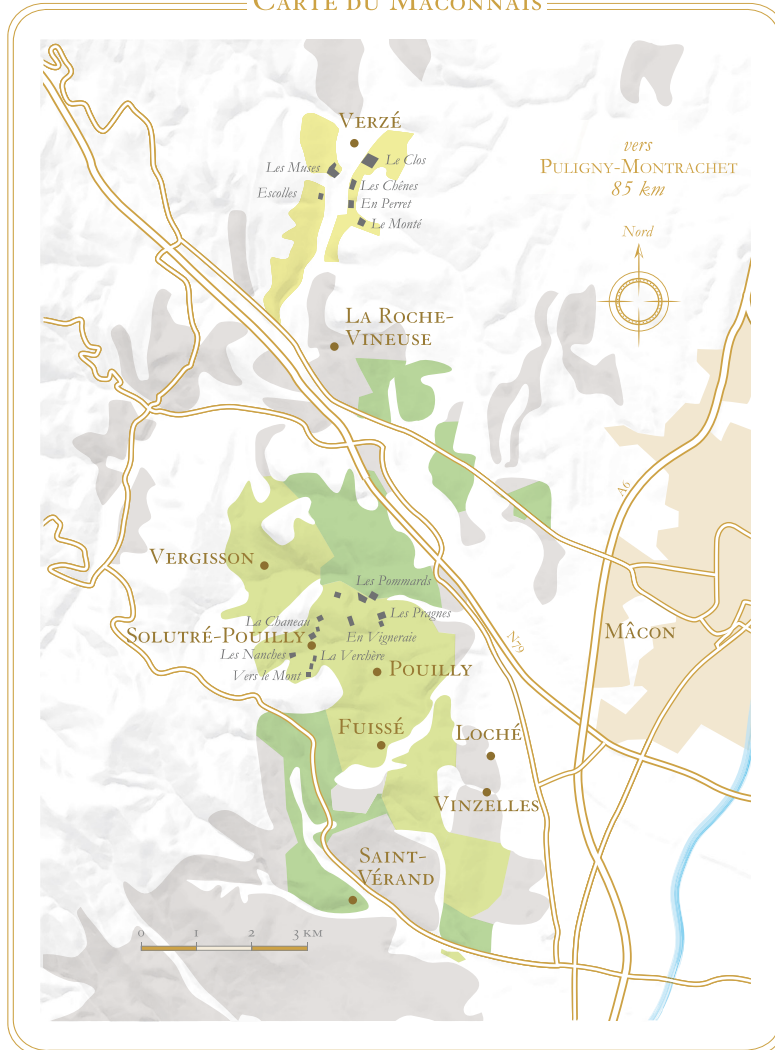 Carte du Mâconnais
Verzé
Le Clos
Les Muses
Les Chênes
Escolles
En Perret
Le Monté
vers
Puligny-Montrachet
85 km
Nord
La Roche-
Vineuse
A6
Vergisson
Les Pommards
Les Pragnes
La Chaneau
Solutré-Pouilly
En Vigneraie
Mâcon
N79
Les Nanches
La Verchère
Vers le Mont
Pouilly
Fuissé
Loché
Vinzelles
Saint-
Vérand
0 1 2 3 km